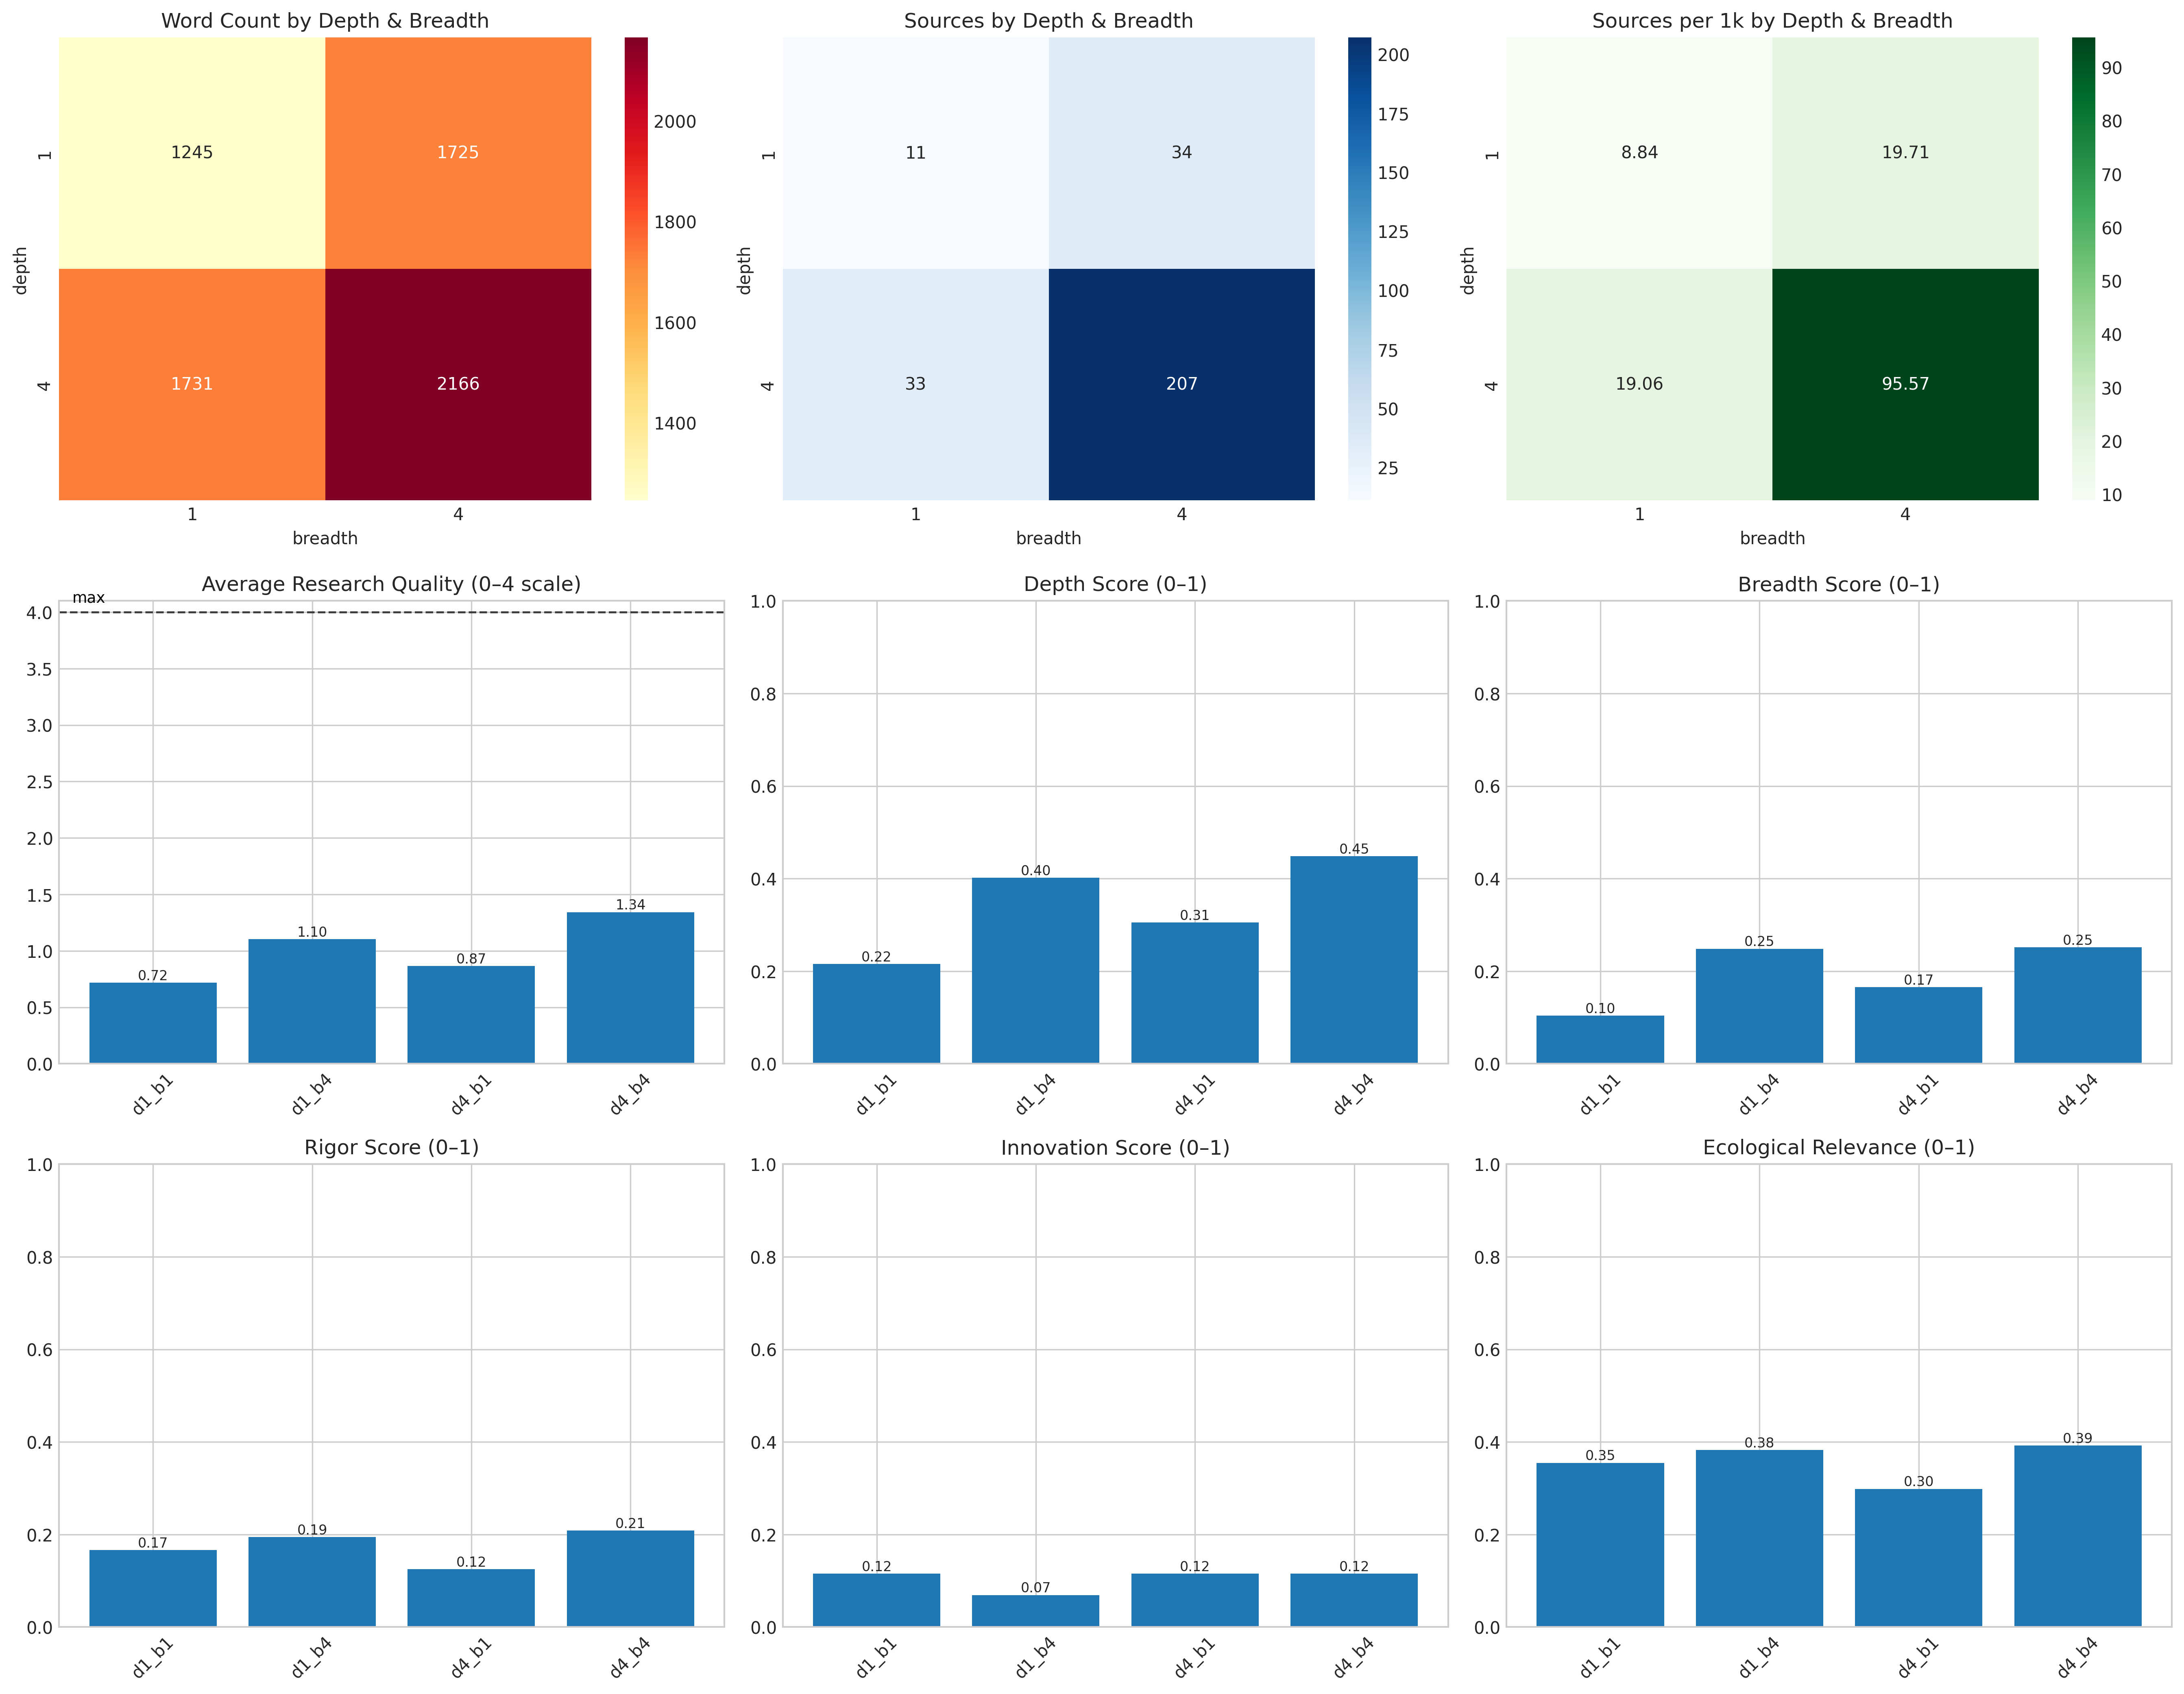 Word Count by Depth & Breadth
1245 1725
1731 2166
1
4
depth
1 4
breadth
2000
1800
1600
1400
Sources by Depth & Breadth
11 34
33 207
1
4
depth
1 4
breadth
200
175
150
125
100
75
50
25
Sources per 1k by Depth & Breadth
8.84 19.71
19.06 95.57
1
4
depth
1 4
breadth
90
80
70
60
50
40
30
20
10
Average Research Quality (0–4 scale)
max
4.0
3.5
3.0
2.5
2.0
1.5
1.0
0.5
0.0
0.72 1.10 0.87 1.34
d1_b1 d1_b4 d4_b1 d4_b4
Depth Score (0–1)
1.0
0.8
0.6
0.4
0.2
0.0
0.22 0.40 0.31 0.45
d1_b1 d1_b4 d4_b1 d4_b4
Breadth Score (0–1)
1.0
0.8
0.6
0.4
0.2
0.0
0.10 0.25 0.17 0.25
d1_b1 d1_b4 d4_b1 d4_b4
Rigor Score (0–1)
1.0
0.8
0.6
0.4
0.2
0.0
0.17 0.19 0.12 0.21
d1_b1 d1_b4 d4_b1 d4_b4
Innovation Score (0–1)
1.0
0.8
0.6
0.4
0.2
0.0
0.12 0.07 0.12 0.12
d1_b1 d1_b4 d4_b1 d4_b4
Ecological Relevance (0–1)
1.0
0.8
0.6
0.4
0.2
0.0
0.35 0.38 0.30 0.39
d1_b1 d1_b4 d4_b1 d4_b4